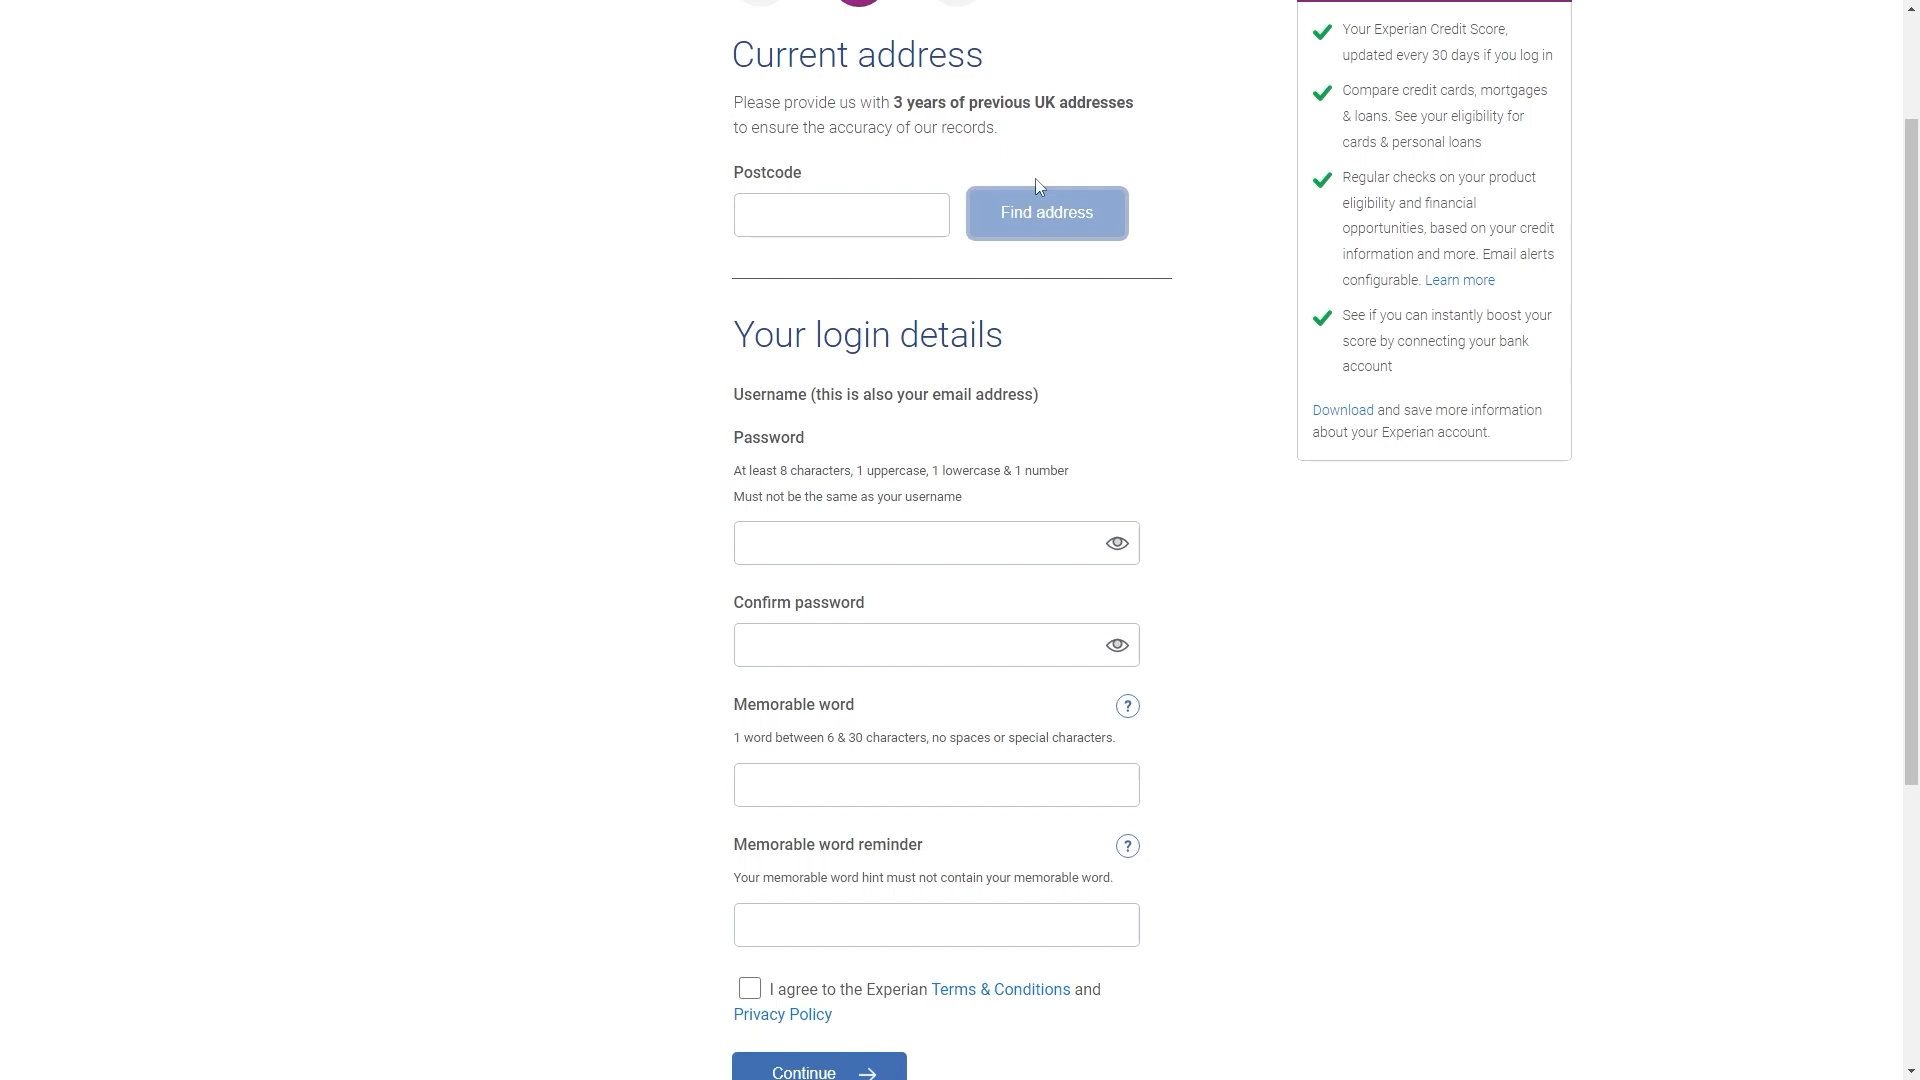 Current address
Please provide us with 3 years of previous UK addresses
to ensure the accuracy of our records.
Postcode
Find address
Your login details
Username (this is also your email address)
Password
At least 8 characters, 1 uppercase, 1 lowercase & 1 number
Must not be the same as your username
Confirm password
Memorable word
?
1 word between 6 & 30 characters, no spaces or special characters.
Memorable word reminder
?
Your memorable word hint must not contain your memorable word.
I agree to the Experian Terms & Conditions and
Privacy Policy
Continue
Your Experian Credit Score,
updated every 30 days if you log in
Compare credit cards, mortgages
& loans. See your eligibility for
cards & personal loans
Regular checks on your product
eligibility and financial
opportunities, based on your credit
information and more. Email alerts
configurable. Learn more
See if you can instantly boost your
score by connecting your bank
account
Download and save more information
about your Experian account.